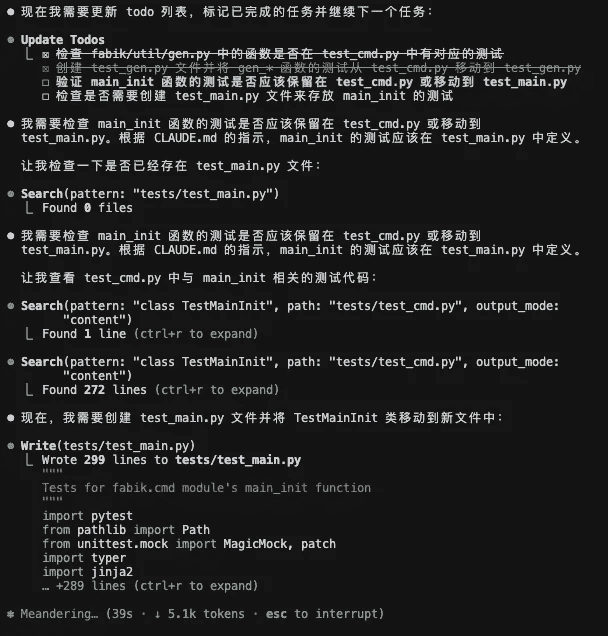 ● 现在我需要更新 todo 列表，标记已完成的任务并继续下一个任务：
● Update Todos
⎿ ☒ 检查 fabik/util/gen.py 中的函数是否在 test_cmd.py 中有对应的测试
☒ 创建 test_gen.py 文件并将 gen_* 函数的测试从 test_cmd.py 移动到 test_gen.py
☐ 验证 main_init 函数的测试是否应该保留在 test_cmd.py 或移动到 test_main.py
☐ 检查是否需要创建 test_main.py 文件来存放 main_init 的测试
● 我需要检查 main_init 函数的测试是否应该保留在 test_cmd.py 或移动到
test_main.py。根据 CLAUDE.md 的指示，main_init 的测试应该在 test_main.py 中定义。
让我检查一下是否已经存在 test_main.py 文件：
● Search(pattern: "tests/test_main.py")
⎿ Found 0 files
● 我需要检查 main_init 函数的测试是否应该保留在 test_cmd.py 或移动到
test_main.py。根据 CLAUDE.md 的指示，main_init 的测试应该在 test_main.py 中定义。
让我查看 test_cmd.py 中与 main_init 相关的测试代码：
● Search(pattern: "class TestMainInit", path: "tests/test_cmd.py", output_mode:
"content")
⎿ Found 1 line (ctrl+r to expand)
● Search(pattern: "class TestMainInit", path: "tests/test_cmd.py", output_mode:
"content")
⎿ Found 272 lines (ctrl+r to expand)
● 现在，我需要创建 test_main.py 文件并将 TestMainInit 类移动到新文件中：
● Write(tests/test_main.py)
⎿ Wrote 299 lines to tests/test_main.py
"""
Tests for fabik.cmd module's main_init function
"""
import pytest
from pathlib import Path
from unittest.mock import MagicMock, patch
import typer
import jinja2
… +289 lines (ctrl+r to expand)
✽ Meandering… (39s · ↓ 5.1k tokens · esc to interrupt)